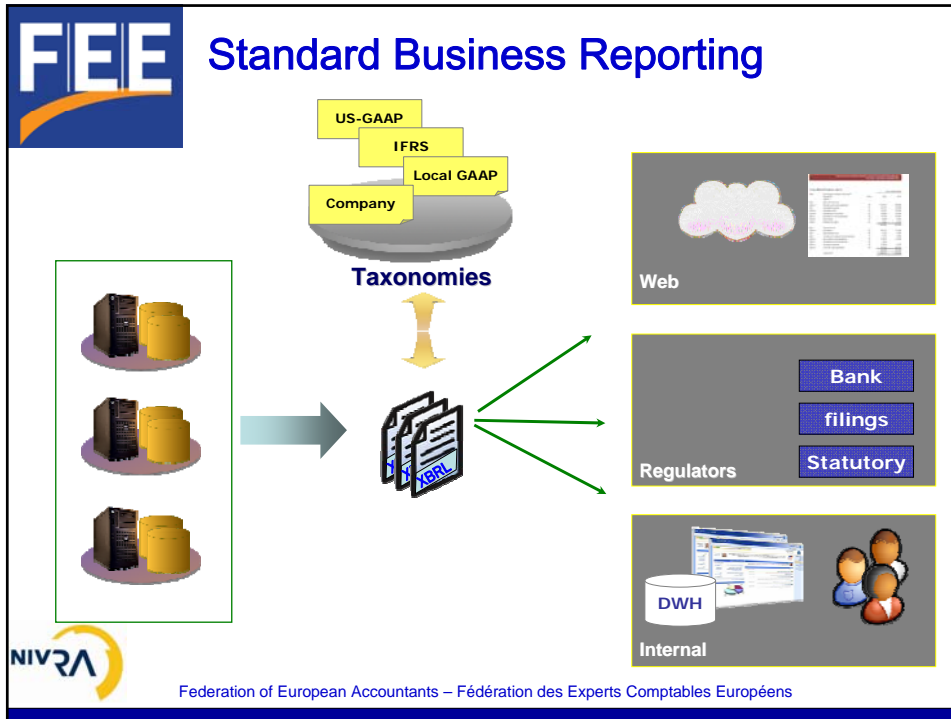 FEE
Standard Business Reporting
US-GAAP
IFRS
Local GAAP
Company
Taxonomies
Web
XBRL
Bank
filings
Statutory
Regulators
DWH
Internal
NIVRA
Federation of European Accountants – Fédération des Experts Comptables Européens